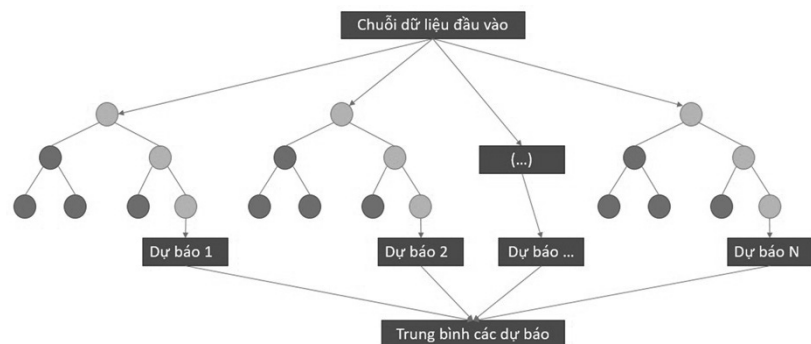 Chuỗi dữ liệu đầu vào
(...)
Dự báo 1
Dự báo 2
Dự báo ...
Dự báo N
Trung bình các dự báo